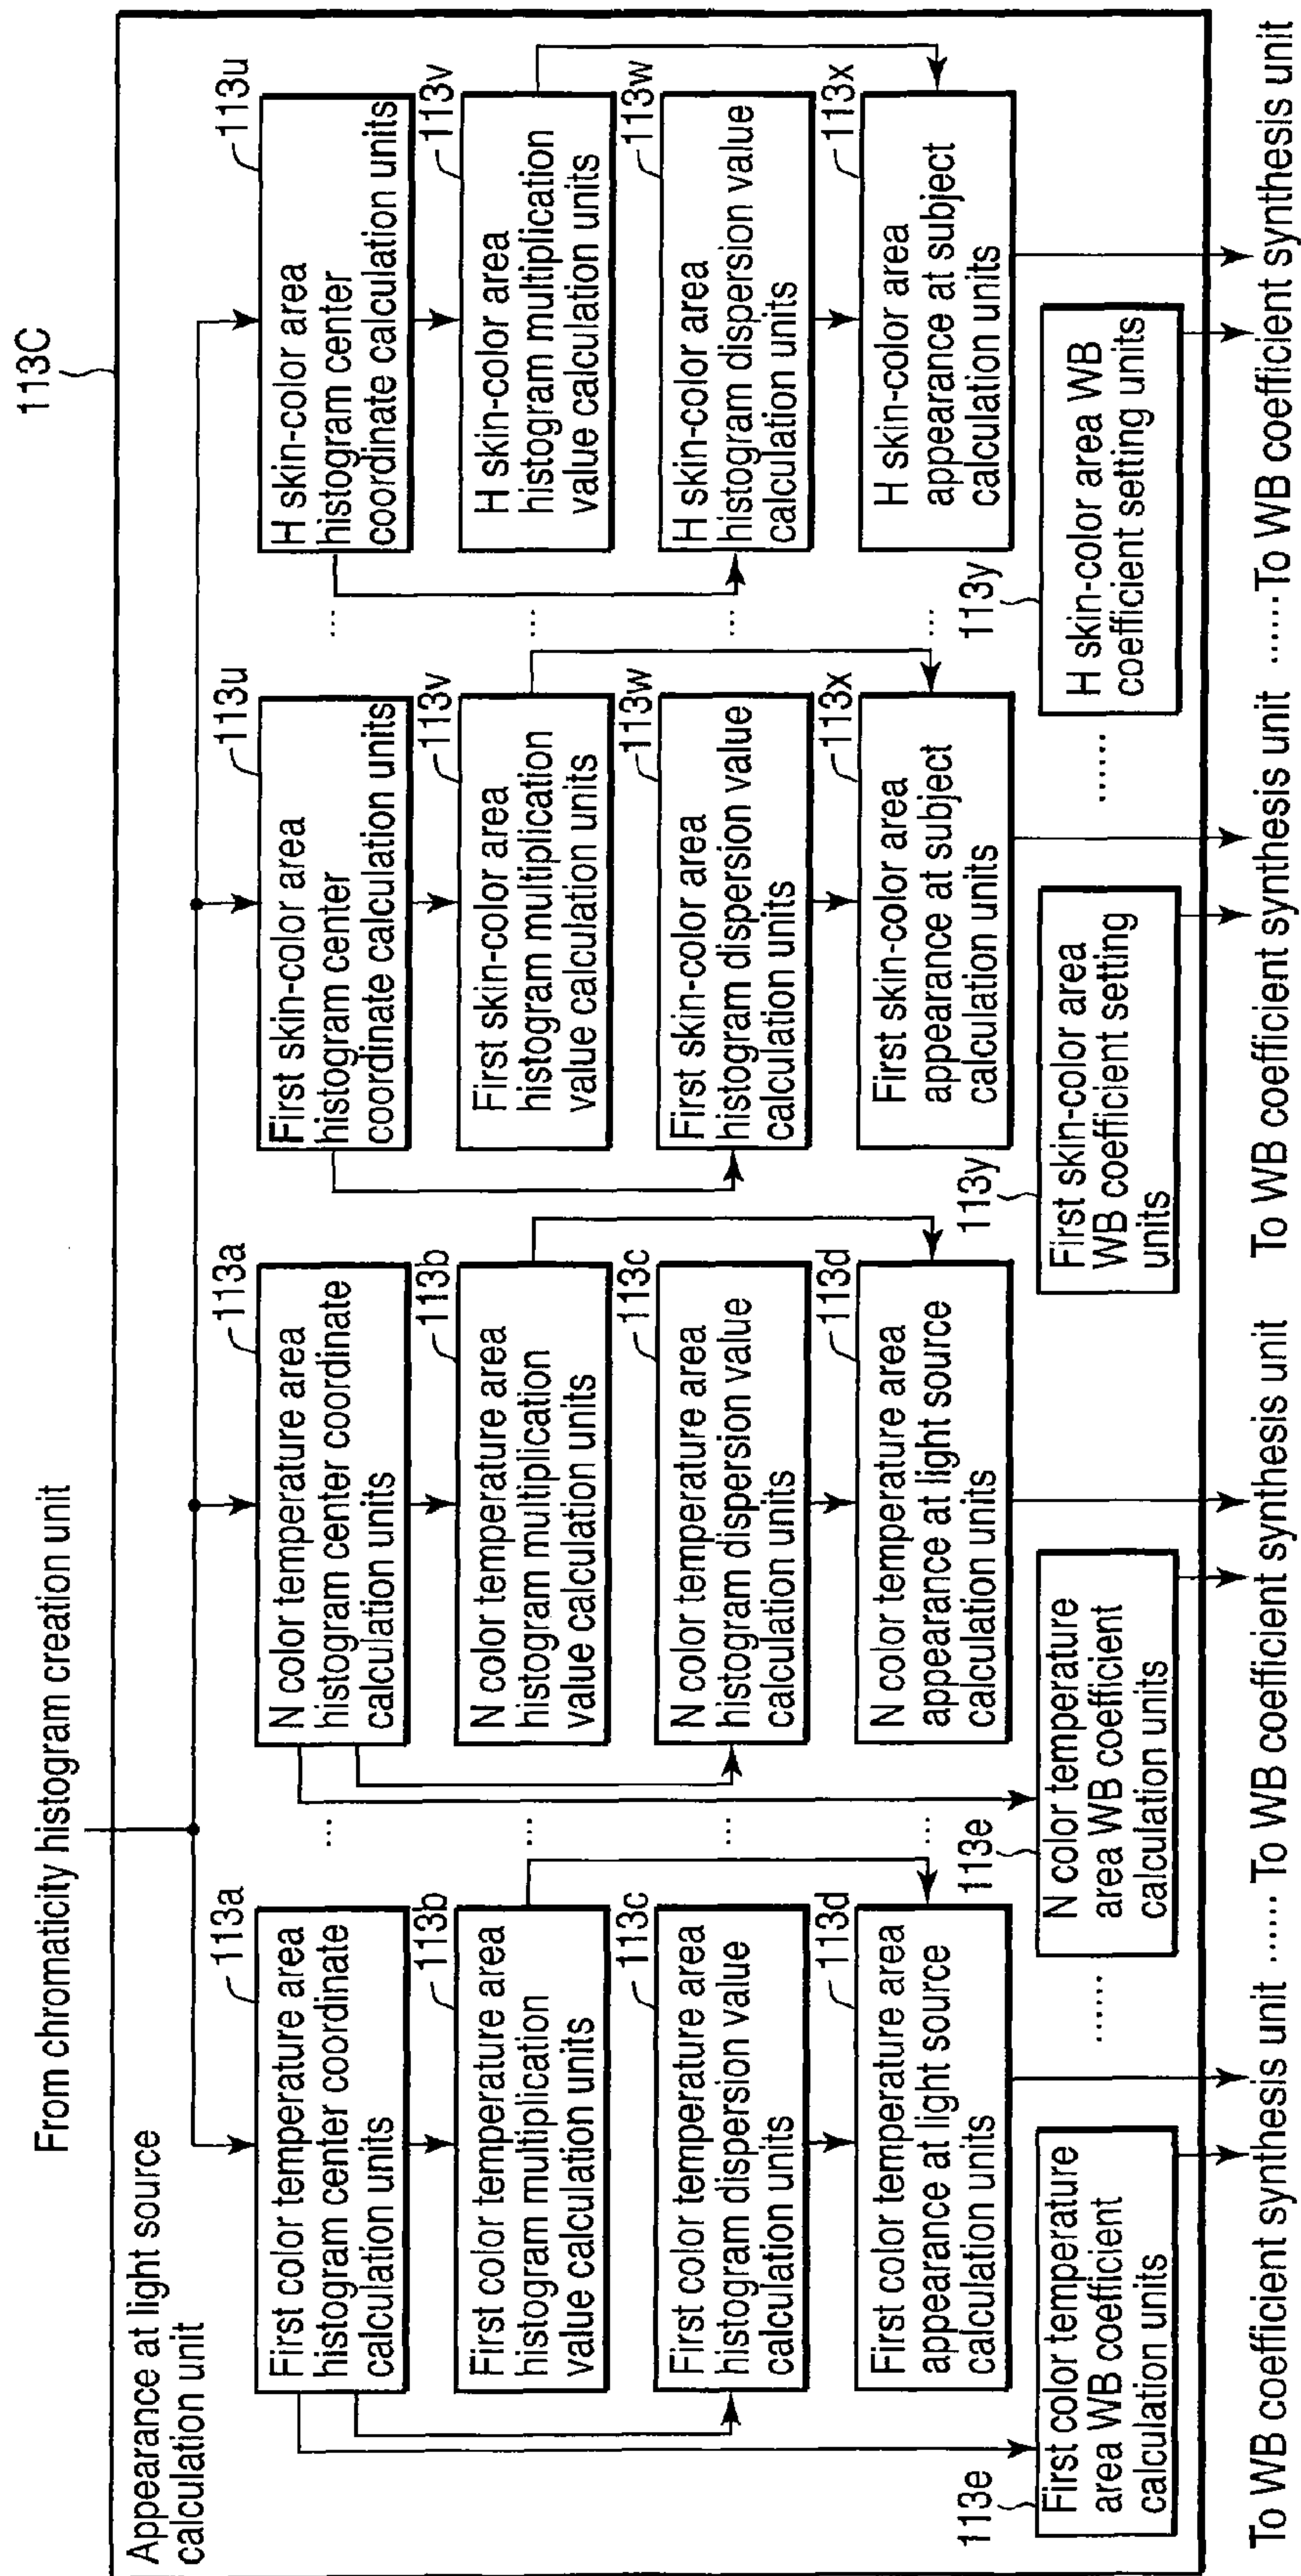 113C
From chromaticity histogram creation unit
Appearance at light source
calculation unit
113a
First color temperature area
histogram center coordinate
calculation units
113b
First color temperature area
histogram multiplication
value calculation units
113c
First color temperature area
histogram dispersion value
calculation units
113d
First color temperature area
appearance at light source
calculation units
113e
First color temperature
area WB coefficient
calculation units
...
...
...
...
......
113a
N color temperature area
histogram center coordinate
calculation units
113b
N color temperature area
histogram multiplication
value calculation units
113c
N color temperature area
histogram dispersion value
calculation units
113d
N color temperature area
appearance at light source
calculation units
113e
N color temperature
area WB coefficient
calculation units
113u
First skin-color area
histogram center
coordinate calculation units
113v
First skin-color area
histogram multiplication
value calculation units
113w
First skin-color area
histogram dispersion value
calculation units
113x
First skin-color area
appearance at subject
calculation units
113y
First skin-color area
WB coefficient setting
units
...
...
...
...
......
113u
H skin-color area
histogram center
coordinate calculation units
113v
H skin-color area
histogram multiplication
value calculation units
113w
H skin-color area
histogram dispersion value
calculation units
113x
H skin-color area
appearance at subject
calculation units
113y
H skin-color area WB
coefficient setting units
To WB coefficient synthesis unit ...... To WB coefficient synthesis unit To WB coefficient synthesis unit ......To WB coefficient synthesis unit